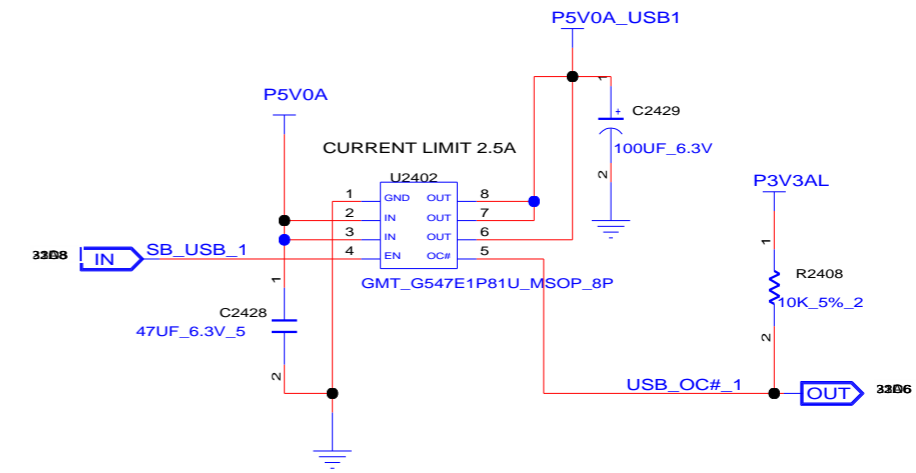 P5V0A_USB1
P5V0A
1
+
C2429
100UF_6.3V
2
CURRENT LIMIT 2.5A
U2402
1 GND OUT 8
2 IN OUT 7
3 IN OUT 6
4 EN OC# 5
GMT_G547E1P81U_MSOP_8P
IN
SB_USB_1
1
C2428
47UF_6.3V_5
2
P3V3AL
1
R2408
10K_5%_2
2
USB_OC#_1
OUT